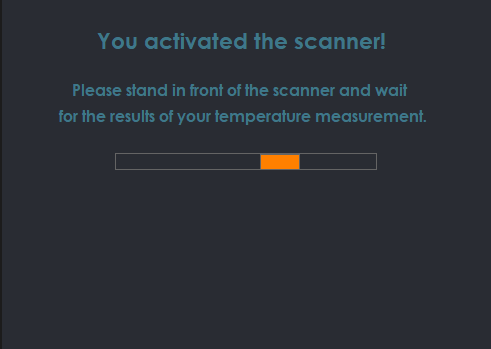 You activated the scanner!
Please stand in front of the scanner and wait
for the results of your temperature measurement.